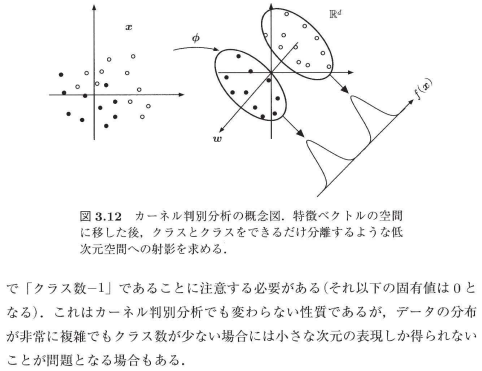 x
ℝᵈ
ϕ
w
f(x)
図 3.12 カーネル判別分析の概念図．特徴ベクトルの空間
に移した後，クラスとクラスをできるだけ分離するような低
次元空間への射影を求める．
で「クラス数−1」であることに注意する必要がある(それ以下の固有値は 0 と
なる)．これはカーネル判別分析でも変わらない性質であるが，データの分布
が非常に複雑でもクラス数が少ない場合には小さな次元の表現しか得られない
ことが問題となる場合もある．